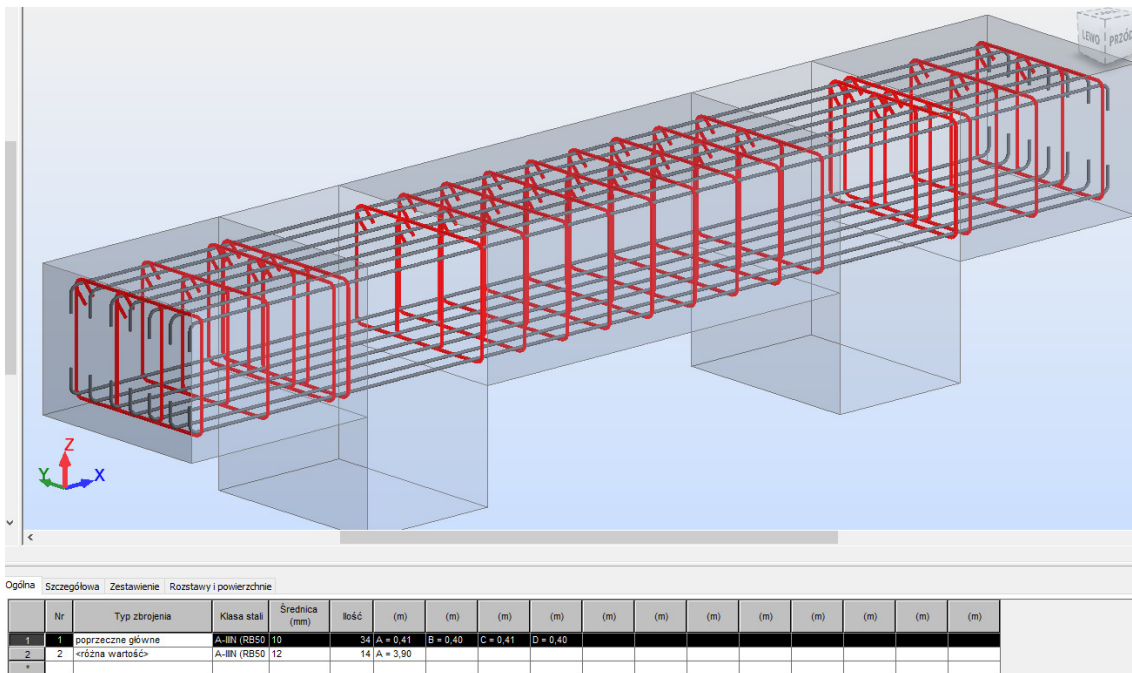 LEWO PRZÓD
Z
Y X
Ogólna Szczegółowa Zestawienie Rozstawy i powierzchnie
Nr Typ zbrojenia Klasa stali Średnica (mm) Ilość (m) (m) (m) (m) (m) (m) (m) (m) (m) (m) (m)
1 1 poprzeczne główne A-IIIN (RB50 10 34 A = 0,41 B = 0,40 C = 0,41 D = 0,40
2 2 <różna wartość> A-IIIN (RB50 12 14 A = 3,90
*